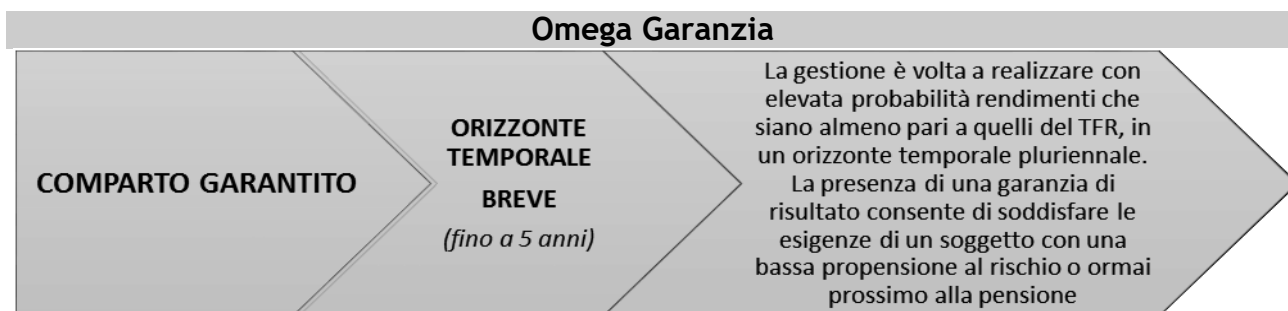 Omega Garanzia
COMPARTO GARANTITO
ORIZZONTE
TEMPORALE
BREVE
(fino a 5 anni)
La gestione è volta a realizzare con
elevata probabilità rendimenti che
siano almeno pari a quelli del TFR, in
un orizzonte temporale pluriennale.
La presenza di una garanzia di
risultato consente di soddisfare le
esigenze di un soggetto con una
bassa propensione al rischio o ormai
prossimo alla pensione